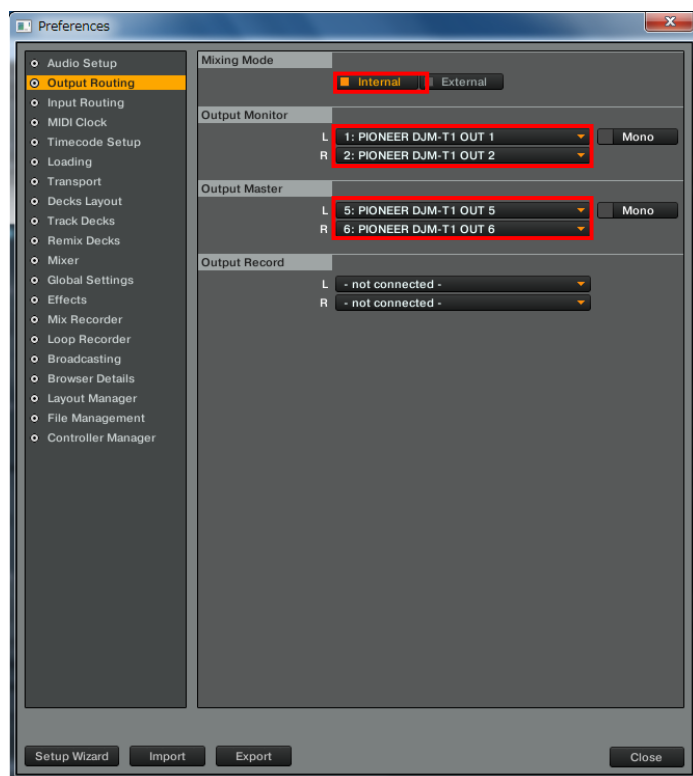 Preferences
Audio Setup
Output Routing
Input Routing
MIDI Clock
Timecode Setup
Loading
Transport
Decks Layout
Track Decks
Remix Decks
Mixer
Global Settings
Effects
Mix Recorder
Loop Recorder
Broadcasting
Browser Details
Layout Manager
File Management
Controller Manager
Mixing Mode
Internal External
Output Monitor
L 1: PIONEER DJM-T1 OUT 1 Mono
R 2: PIONEER DJM-T1 OUT 2
Output Master
L 5: PIONEER DJM-T1 OUT 5 Mono
R 6: PIONEER DJM-T1 OUT 6
Output Record
L - not connected -
R - not connected -
Setup Wizard Import Export Close